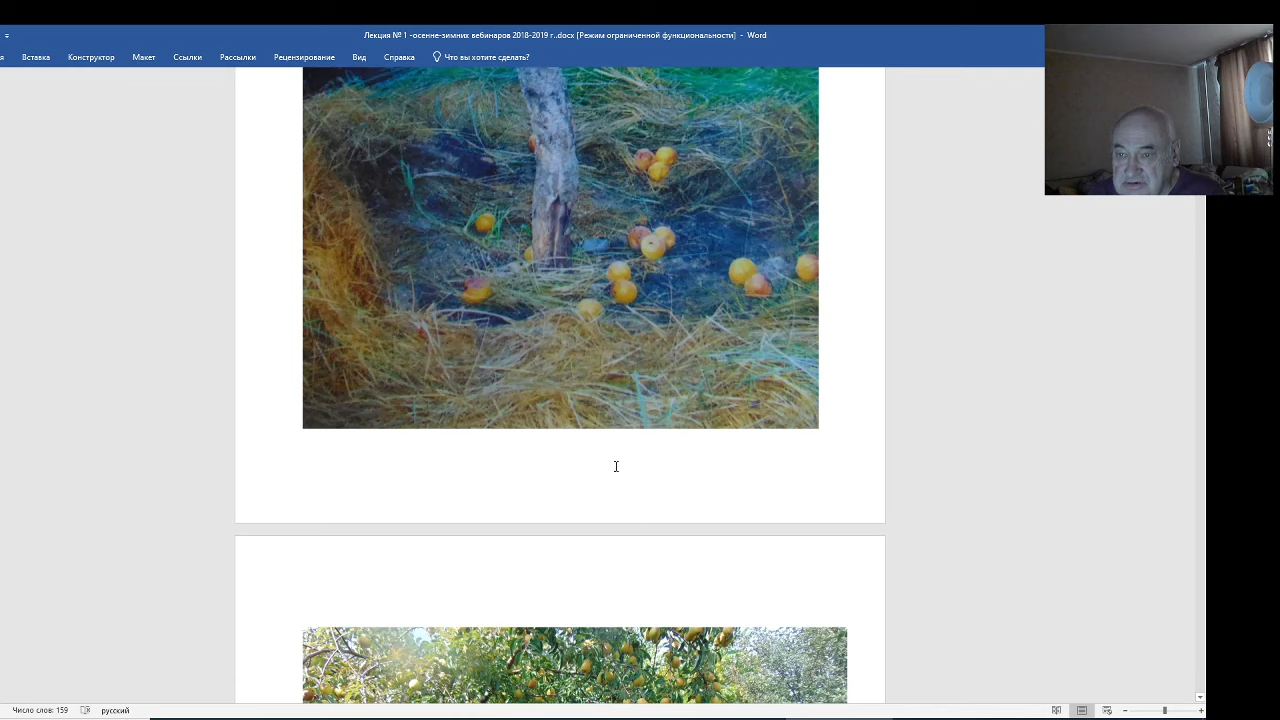 Лекция № 1 -осенне-зимних вебинаров 2018-2019 г..docx [Режим ограниченной функциональности] - Word
я Вставка Конструктор Макет Ссылки Рассылки Рецензирование Вид Справка Что вы хотите сделать?
Число слов: 159 русский